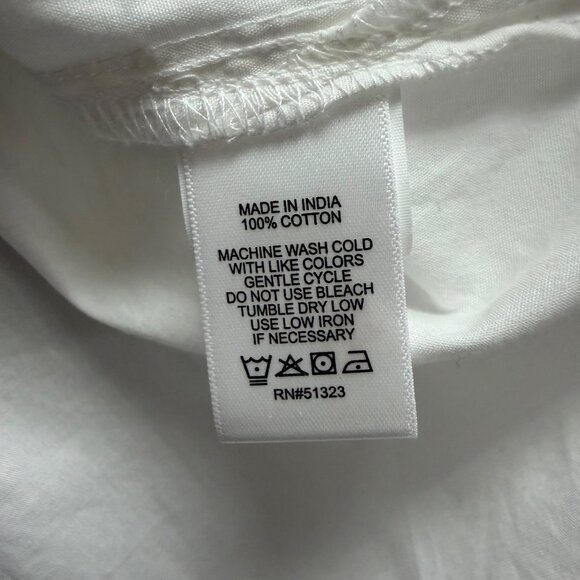 MADE IN INDIA
100% COTTON
MACHINE WASH COLD
WITH LIKE COLORS
GENTLE CYCLE
DO NOT USE BLEACH
TUMBLE DRY LOW
USE LOW IRON
IF NECESSARY
RN#51323